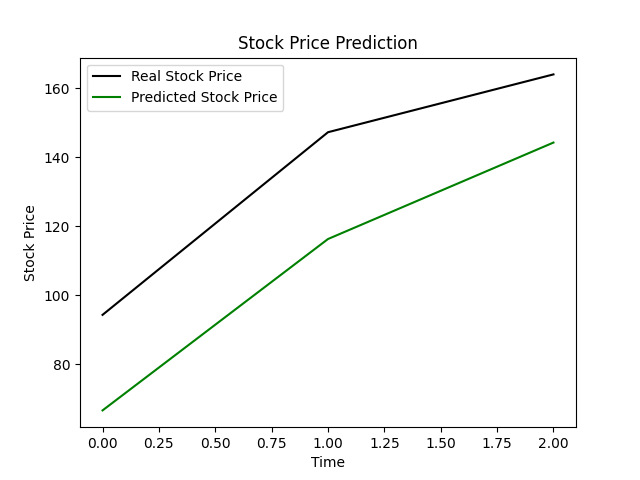 Stock Price Prediction
Real Stock Price
Predicted Stock Price
Stock Price
160
140
120
100
80
0.00 0.25 0.50 0.75 1.00 1.25 1.50 1.75 2.00
Time